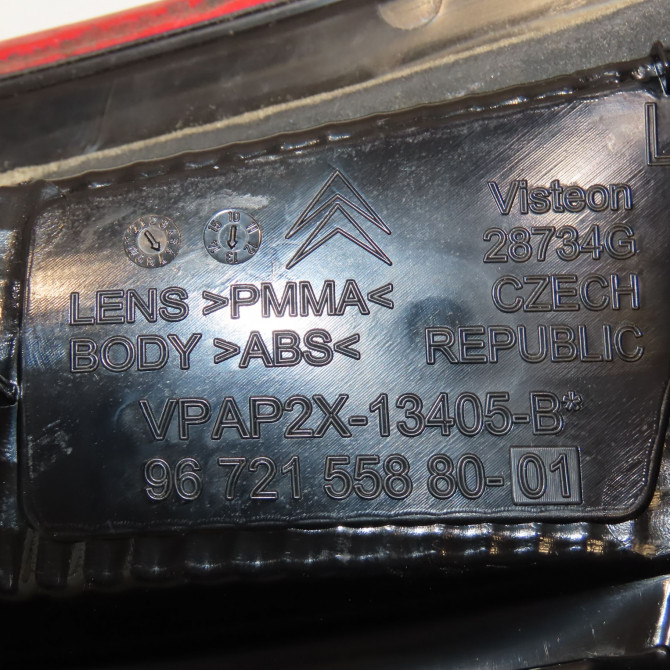 Visteon
28734G
LENS >PMMA< CZECH
BODY >ABS< REPUBLIC
VPAP2X-13405-B*
96 721 558 80-01
L